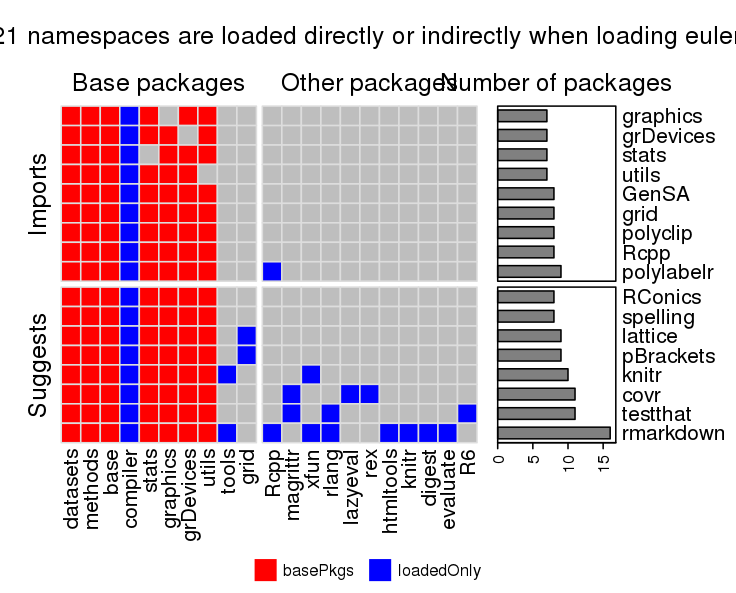 21 namespaces are loaded directly or indirectly when loading euler
Base packages
Other packages
Number of packages
Imports
graphics
grDevices
stats
utils
GenSA
grid
polyclip
Rcpp
polylabelr
Suggests
RConics
spelling
lattice
pBrackets
knitr
covr
testthat
rmarkdown
datasets
methods
base
compiler
stats
graphics
grDevices
utils
tools
grid
Rcpp
magrittr
xfun
rlang
lazyeval
rex
htmltools
knitr
digest
evaluate
R6
0
5
10
15
basePkgs
loadedOnly